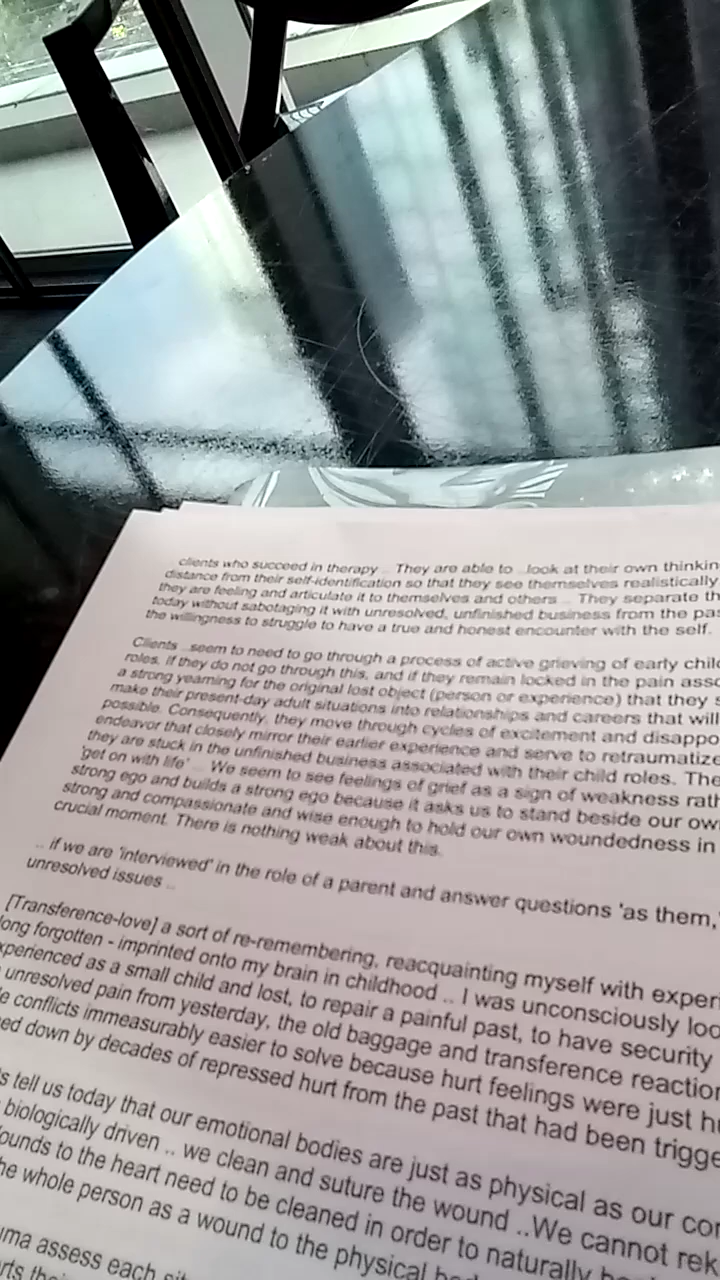 clients who succeed in therapy .. They are able to ..look at their own thinkin
distance from their self-identification so that they see themselves realistically
they are feeling and articulate it to themselves and others .. They separate th
today without sabotaging it with unresolved, unfinished business from the pa
the willingness to struggle to have a true and honest encounter with the self.
Clients ..seem to need to go through a process of active grieving of early chil
roles. If they do not go through this, and if they remain locked in the pain ass
a strong yearning for the original lost object (person or experience) that they s
make their present-day adult situations into relationships and careers that will
possible. Consequently, they move through cycles of excitement and disappo
endeavor that closely mirror their earlier experience and serve to retraumatize
they are stuck in the unfinished business associated with their child roles. The
'get on with life' .. We seem to see feelings of grief as a sign of weakness rat
strong ego and builds a strong ego because it asks us to stand beside our ow
strong and compassionate and wise enough to hold our own woundedness in
crucial moment. There is nothing weak about this.
.. if we are 'interviewed' in the role of a parent and answer questions 'as them,'
unresolved issues ..
[Transference-love] a sort of re-remembering, reacquainting myself with experi
long forgotten - imprinted onto my brain in childhood .. I was unconsciously loo
xperienced as a small child and lost, to repair a painful past, to have security
unresolved pain from yesterday, the old baggage and transference reaction
e conflicts immeasurably easier to solve because hurt feelings were just hu
ed down by decades of repressed hurt from the past that had been trigge
s tell us today that our emotional bodies are just as physical as our cor
biologically driven .. we clean and suture the wound ..We cannot rek
ounds to the heart need to be cleaned in order to naturally h
he whole person as a wound to the physical bod
uma assess each sit